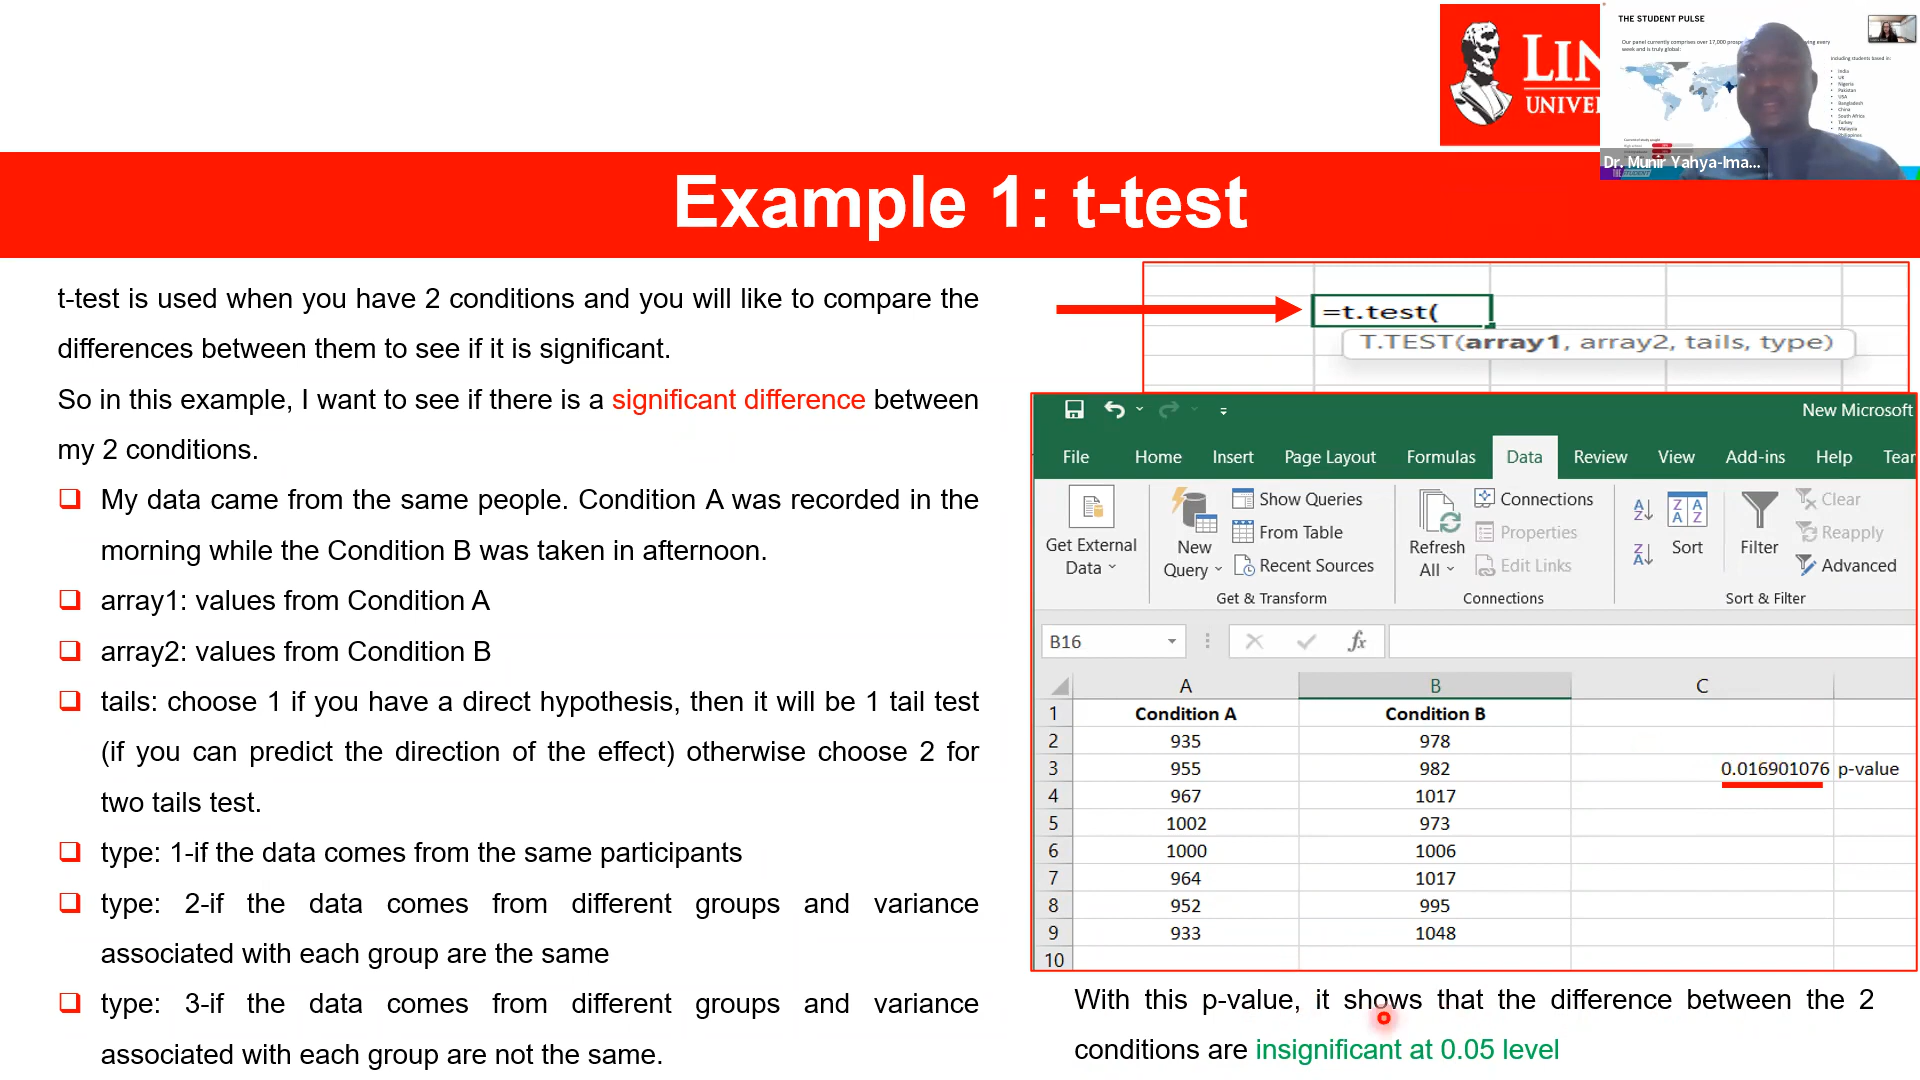 THE STUDENT PULSE
LIN
UNIVE
Dr. Munir Yahya-Ima...
Example 1: t-test
t-test is used when you have 2 conditions and you will like to compare the
differences between them to see if it is significant.
So in this example, I want to see if there is a significant difference between
my 2 conditions.
My data came from the same people. Condition A was recorded in the
morning while the Condition B was taken in afternoon.
array1: values from Condition A
array2: values from Condition B
tails: choose 1 if you have a direct hypothesis, then it will be 1 tail test
(if you can predict the direction of the effect) otherwise choose 2 for
two tails test.
type: 1-if the data comes from the same participants
type: 2-if the data comes from different groups and variance
associated with each group are the same
type: 3-if the data comes from different groups and variance
associated with each group are not the same.
=t.test(
T.TEST(array1, array2, tails, type)
New Microsoft
File Home Insert Page Layout Formulas Data Review View Add-ins Help Tear
Get External Data
New Query
Show Queries
From Table
Recent Sources
Get & Transform
Refresh All
Connections
Properties
Edit Links
Connections
Sort
Filter
Clear
Reapply
Advanced
Sort & Filter
B16 fx
A B C
1 Condition A Condition B
2 935 978
3 955 982 0.016901076 p-value
4 967 1017
5 1002 973
6 1000 1006
7 964 1017
8 952 995
9 933 1048
10
With this p-value, it shows that the difference between the 2
conditions are insignificant at 0.05 level